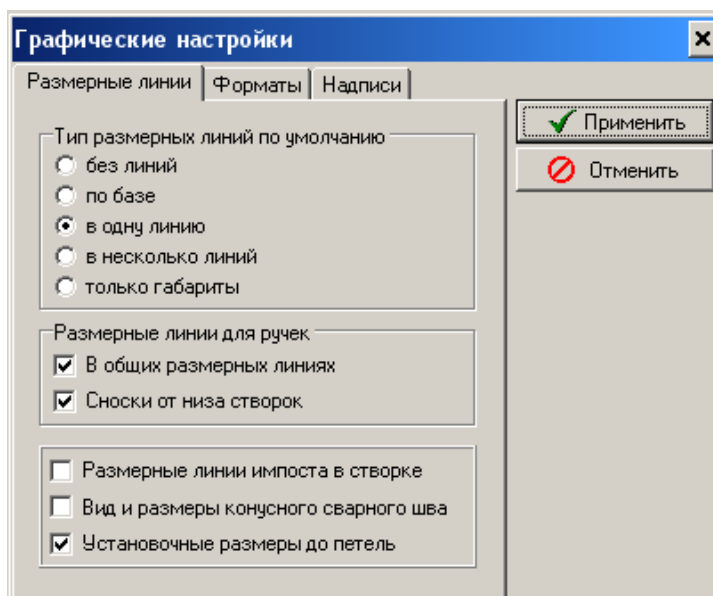 Графические настройки
Размерные линии Форматы Надписи
Применить
Отменить
Тип размерных линий по умолчанию
без линий
по базе
в одну линию
в несколько линий
только габариты
Размерные линии для ручек
В общих размерных линиях
Сноски от низа створок
Размерные линии импоста в створке
Вид и размеры конусного сварного шва
Установочные размеры до петель